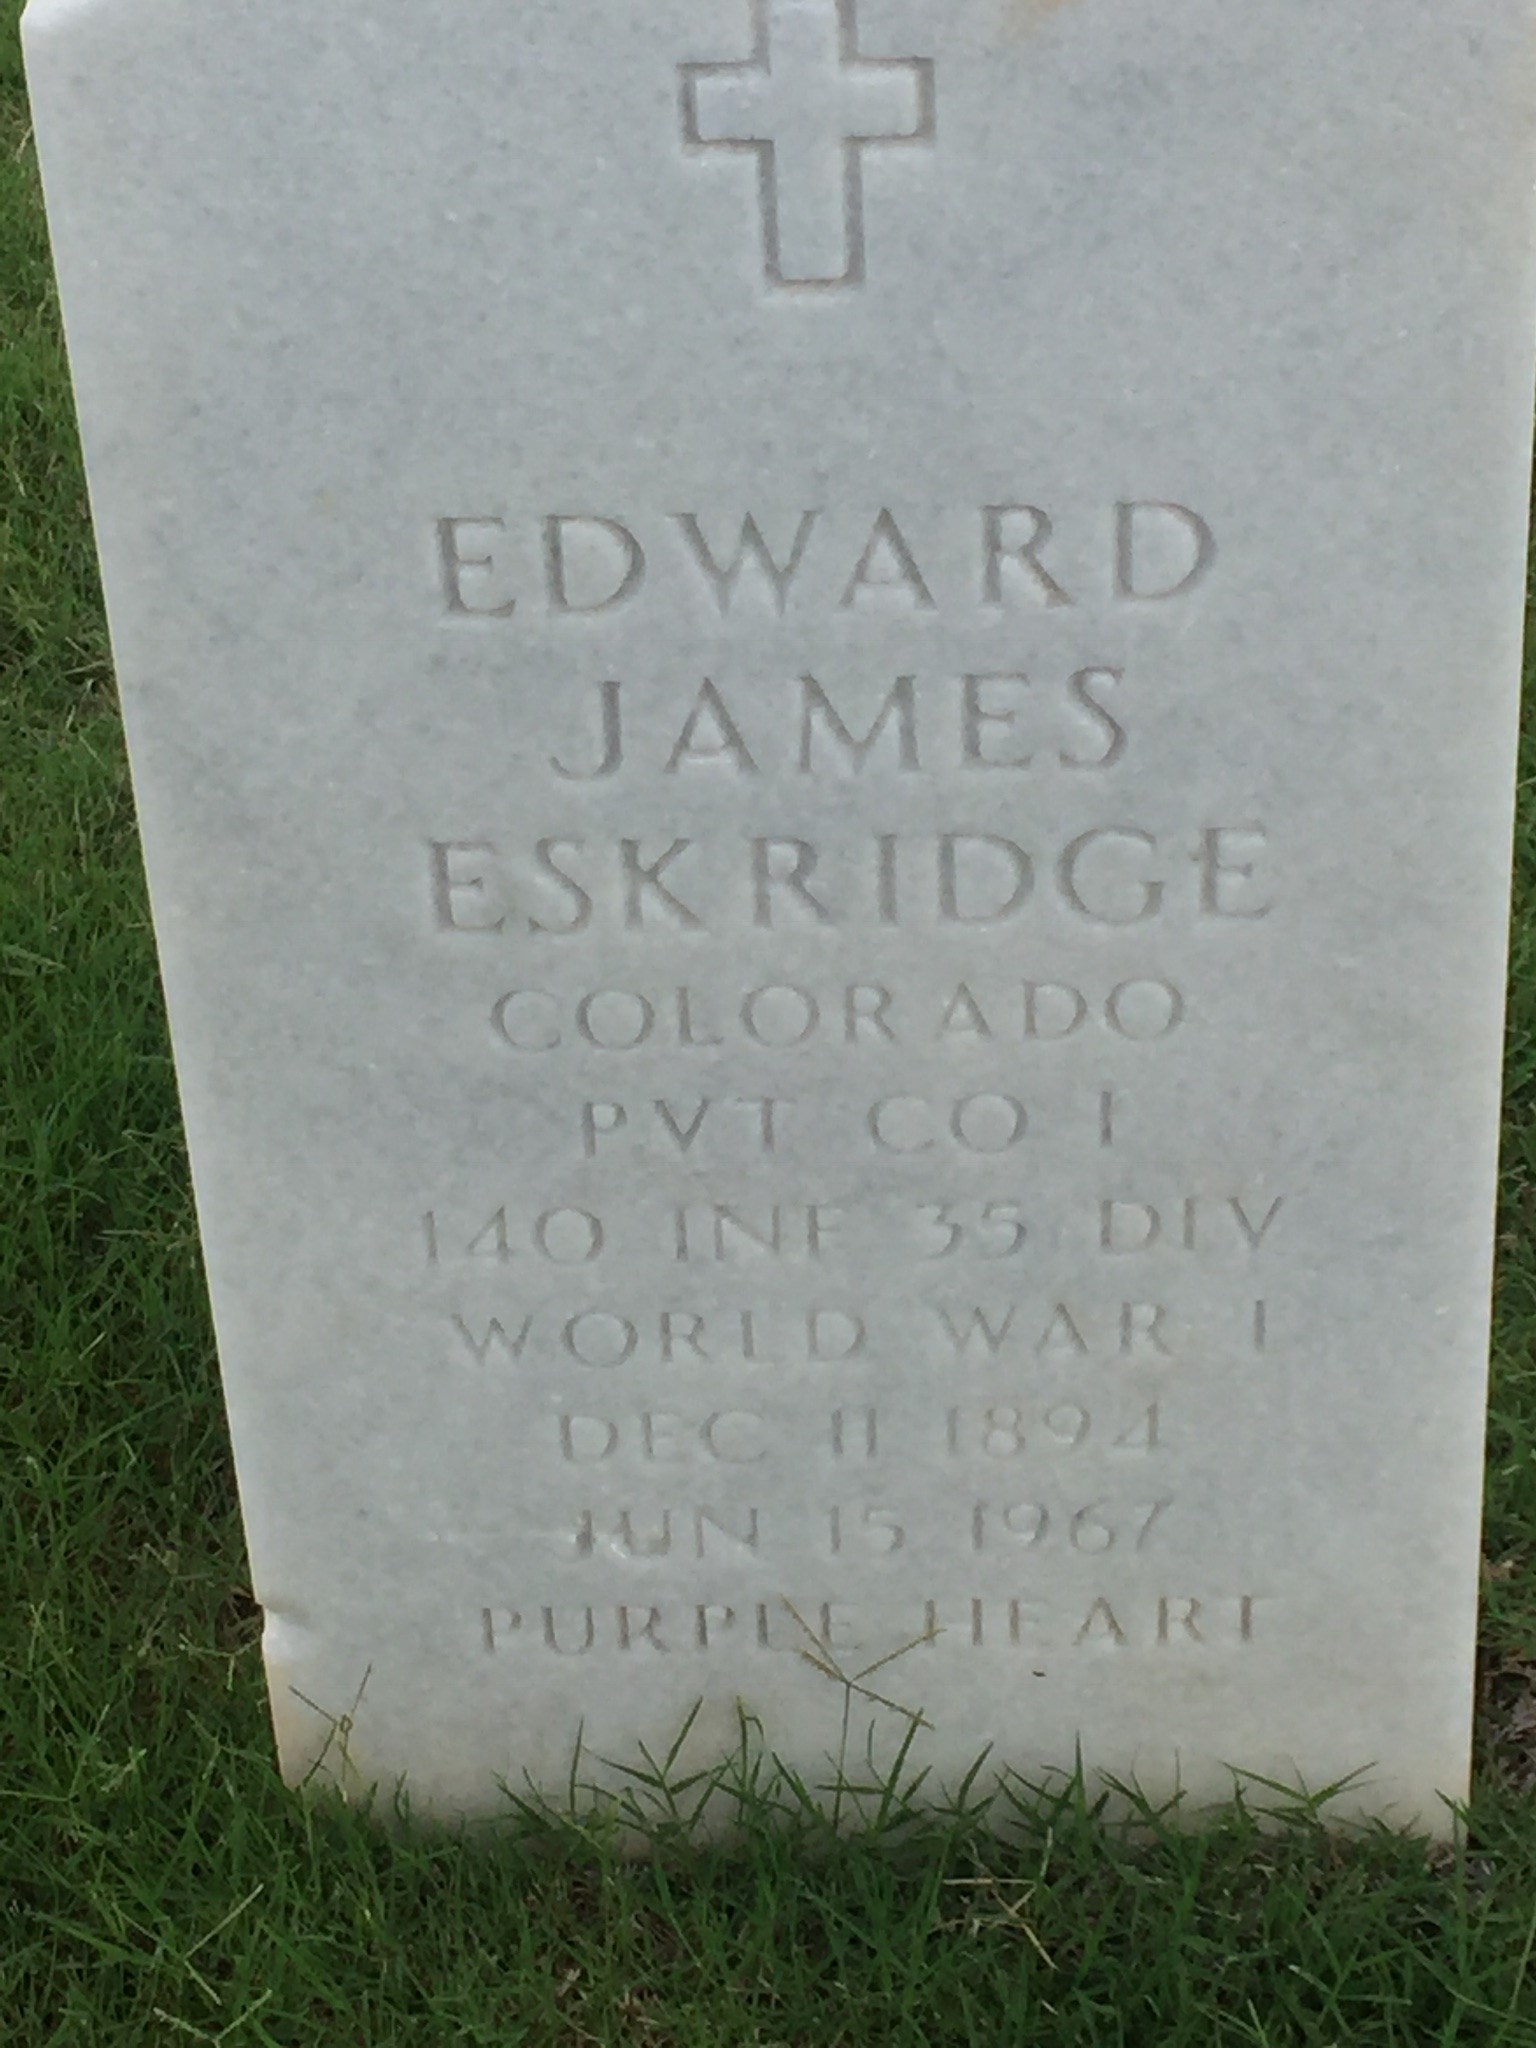 EDWARD
JAMES
ESKRIDGE
COLORADO
PVT CO I
140 INF 35 DIV
WORLD WAR I
DEC 11 1894
JUN 15 1967
PURPLE HEART